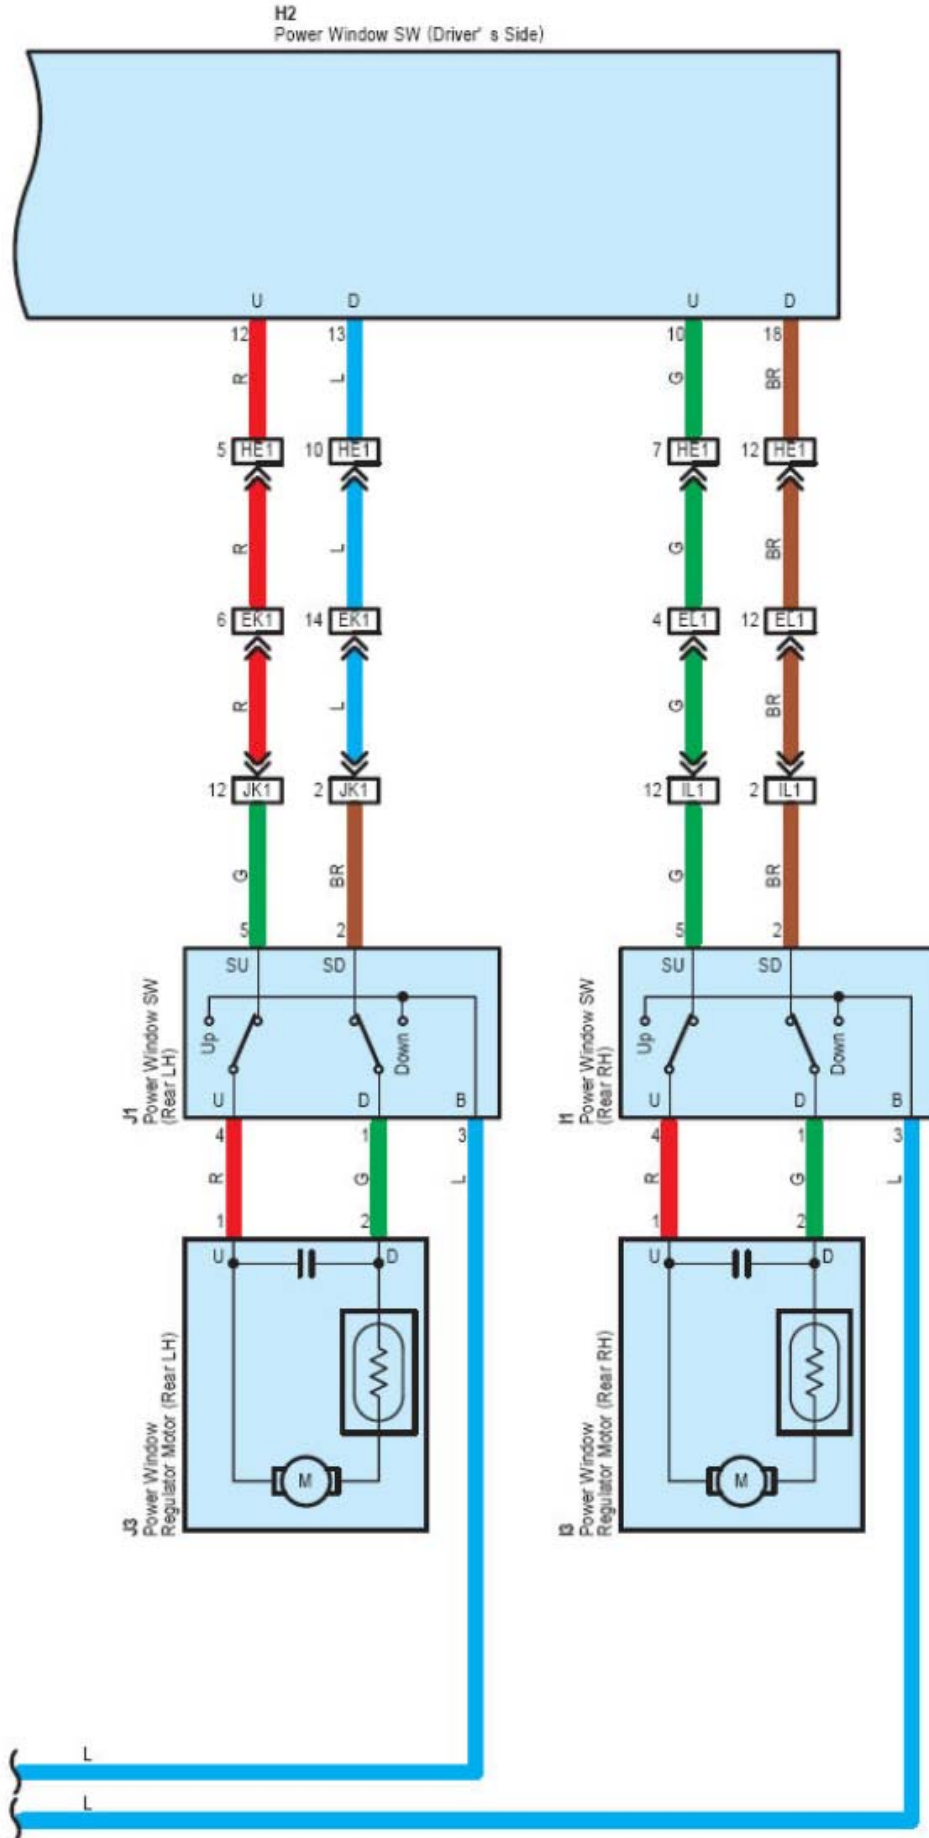 H2
Power Window SW (Driver' s Side)
U D U D
12 13 10 18
R L G BR
5 HE1 10 HE1 7 HE1 12 HE1
R L G BR
6 EK1 14 EK1 4 EL1 12 EL1
R L G BR
12 JK1 2 JK1 12 IL1 2 IL1
G BR G BR
5 2 5 2
J1
Power Window SW
(Rear LH)
SU SD
Up Down
U D B
I1
Power Window SW
(Rear RH)
SU SD
Up Down
U D B
4 1 3 4 1 3
R G L R G L
1 2 1 2
J3
Power Window
Regulator Motor (Rear LH)
U D
M
I3
Power Window
Regulator Motor (Rear RH)
U D
M
L
L